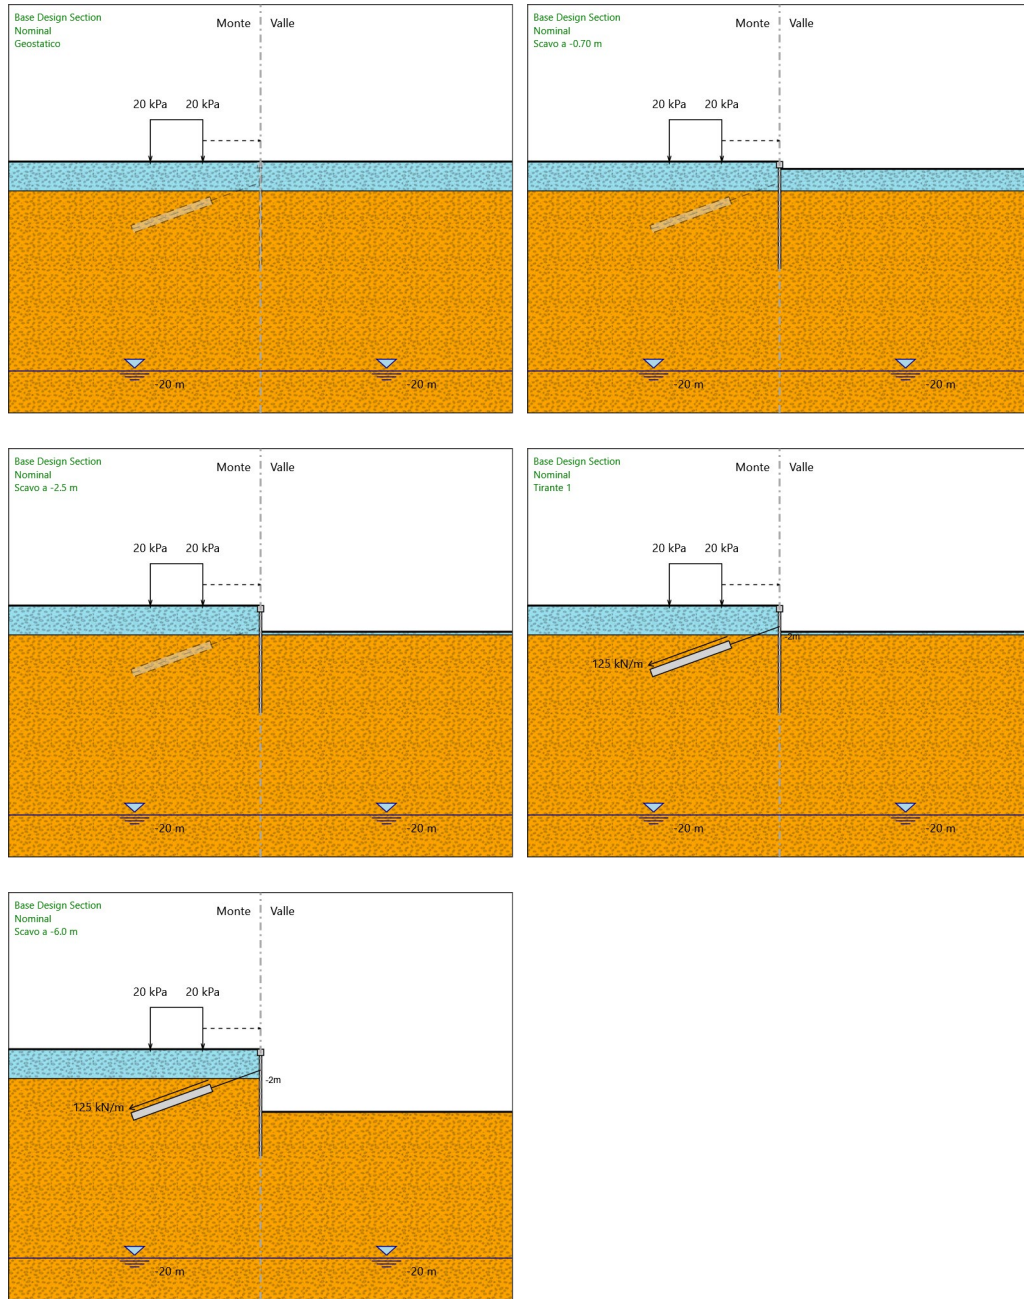 Base Design Section
Nominal
Geostatico
Monte
Valle
20 kPa
20 kPa
-20 m
-20 m
Base Design Section
Nominal
Scavo a -0.70 m
Monte
Valle
20 kPa
20 kPa
-20 m
-20 m
Base Design Section
Nominal
Scavo a -2.5 m
Monte
Valle
20 kPa
20 kPa
-20 m
-20 m
Base Design Section
Nominal
Tirante 1
Monte
Valle
20 kPa
20 kPa
-2m
125 kN/m
-20 m
-20 m
Base Design Section
Nominal
Scavo a -6.0 m
Monte
Valle
20 kPa
20 kPa
-2m
125 kN/m
-20 m
-20 m